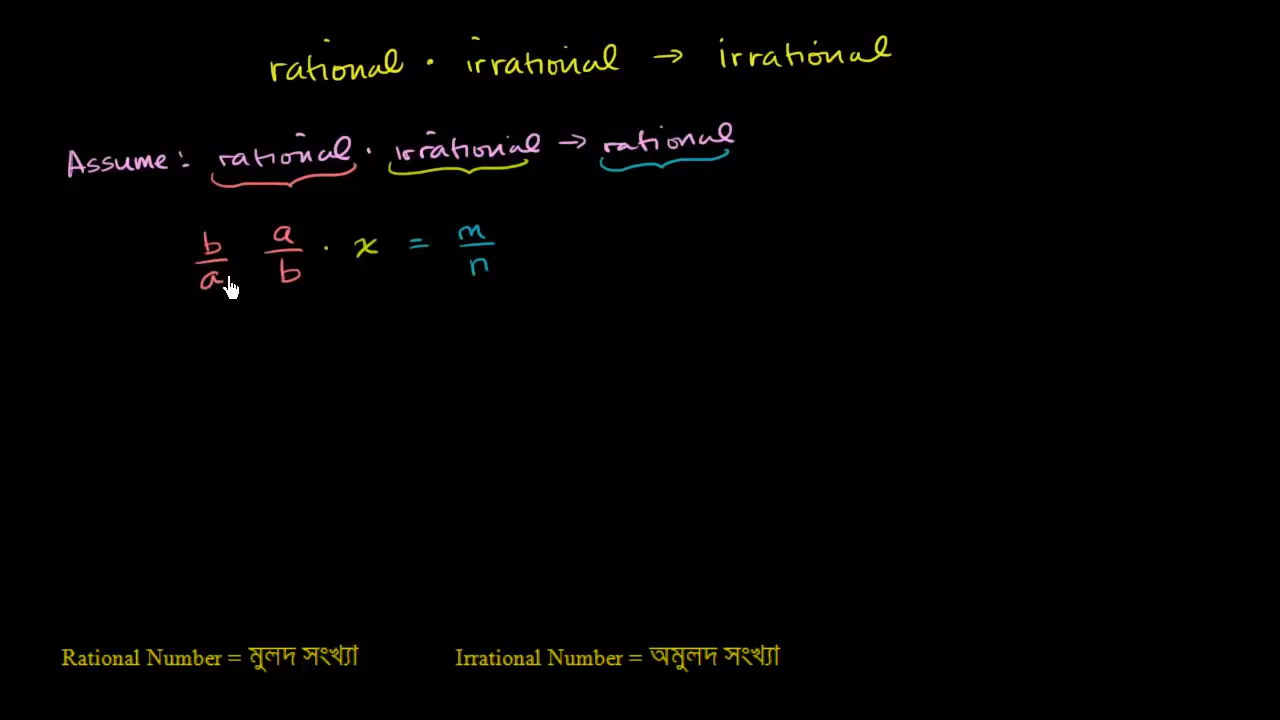 rational · irrational → irrational
Assume: rational · irrational → rational
b/a a/b · x = m/n
Rational Number = মুলদ সংখ্যা Irrational Number = অমুলদ সংখ্যা